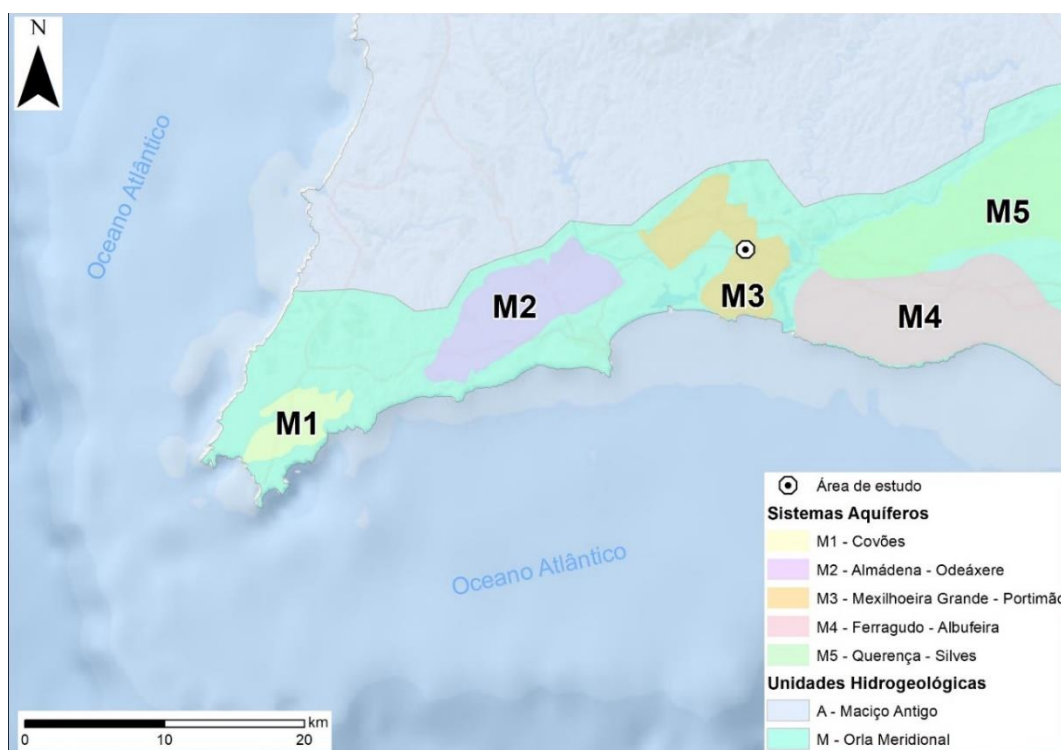 N
Oceano Atlântico
M5
M2
M3
M4
M1
Oceano Atlântico
Área de estudo
Sistemas Aquíferos
M1 - Covões
M2 - Almádena - Odeáxere
M3 - Mexilhoeira Grande - Portimão
M4 - Ferragudo - Albufeira
M5 - Querença - Silves
Unidades Hidrogeológicas
A - Maciço Antigo
M - Orla Meridional
km
0 10 20